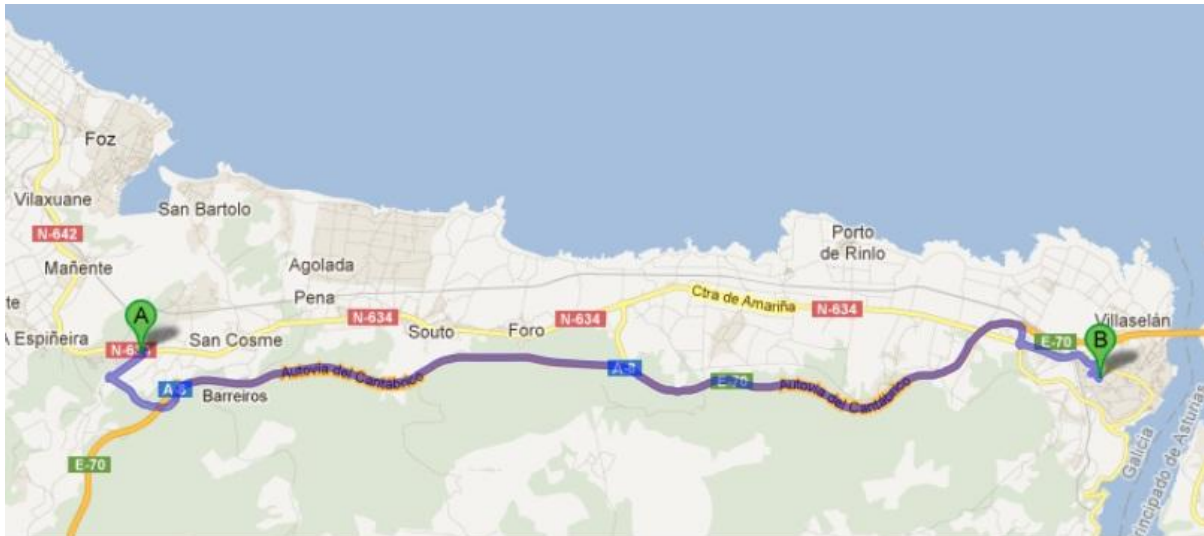 Foz
Vilaxuane
San Bartolo
N-642
Porto
de Rinlo
Mañente
Agolada
te
Pena
Ctra de Amariña
N-634
A
N-634
N-634
Villaselán
A Espiñeira
San Cosme
Souto
Foro
E-70
B
A-8
Autovía del Cantábrico
E-70
Autovía del Cantábrico
Barreiros
E-70
Galicia
Principado de Asturias